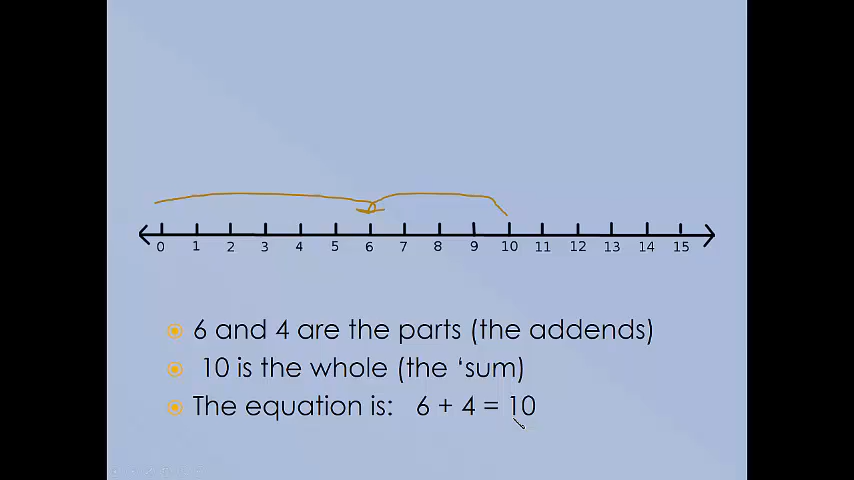 0 1 2 3 4 5 6 7 8 9 10 11 12 13 14 15
6 and 4 are the parts (the addends)
10 is the whole (the ‘sum)
The equation is: 6 + 4 = 10